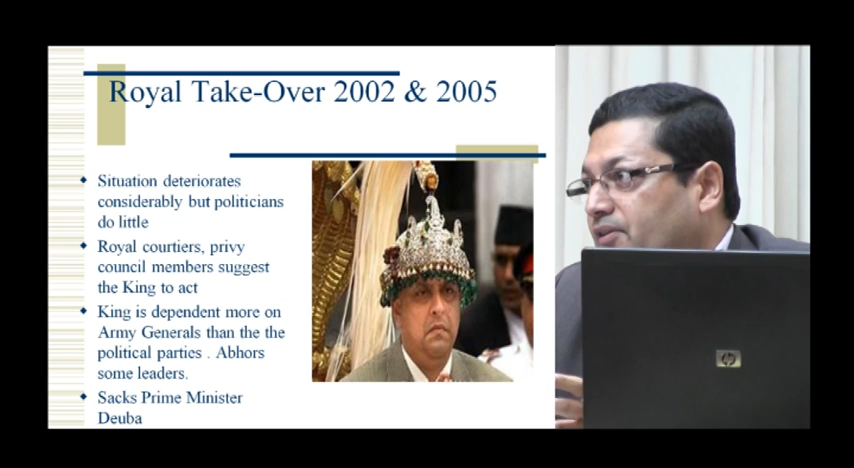 Royal Take-Over 2002 & 2005
Situation deteriorates
considerably but politicians
do little
Royal courtiers, privy
council members suggest
the King to act
King is dependent more on
Army Generals than the the
political parties . Abhors
some leaders.
Sacks Prime Minister
Deuba
hp